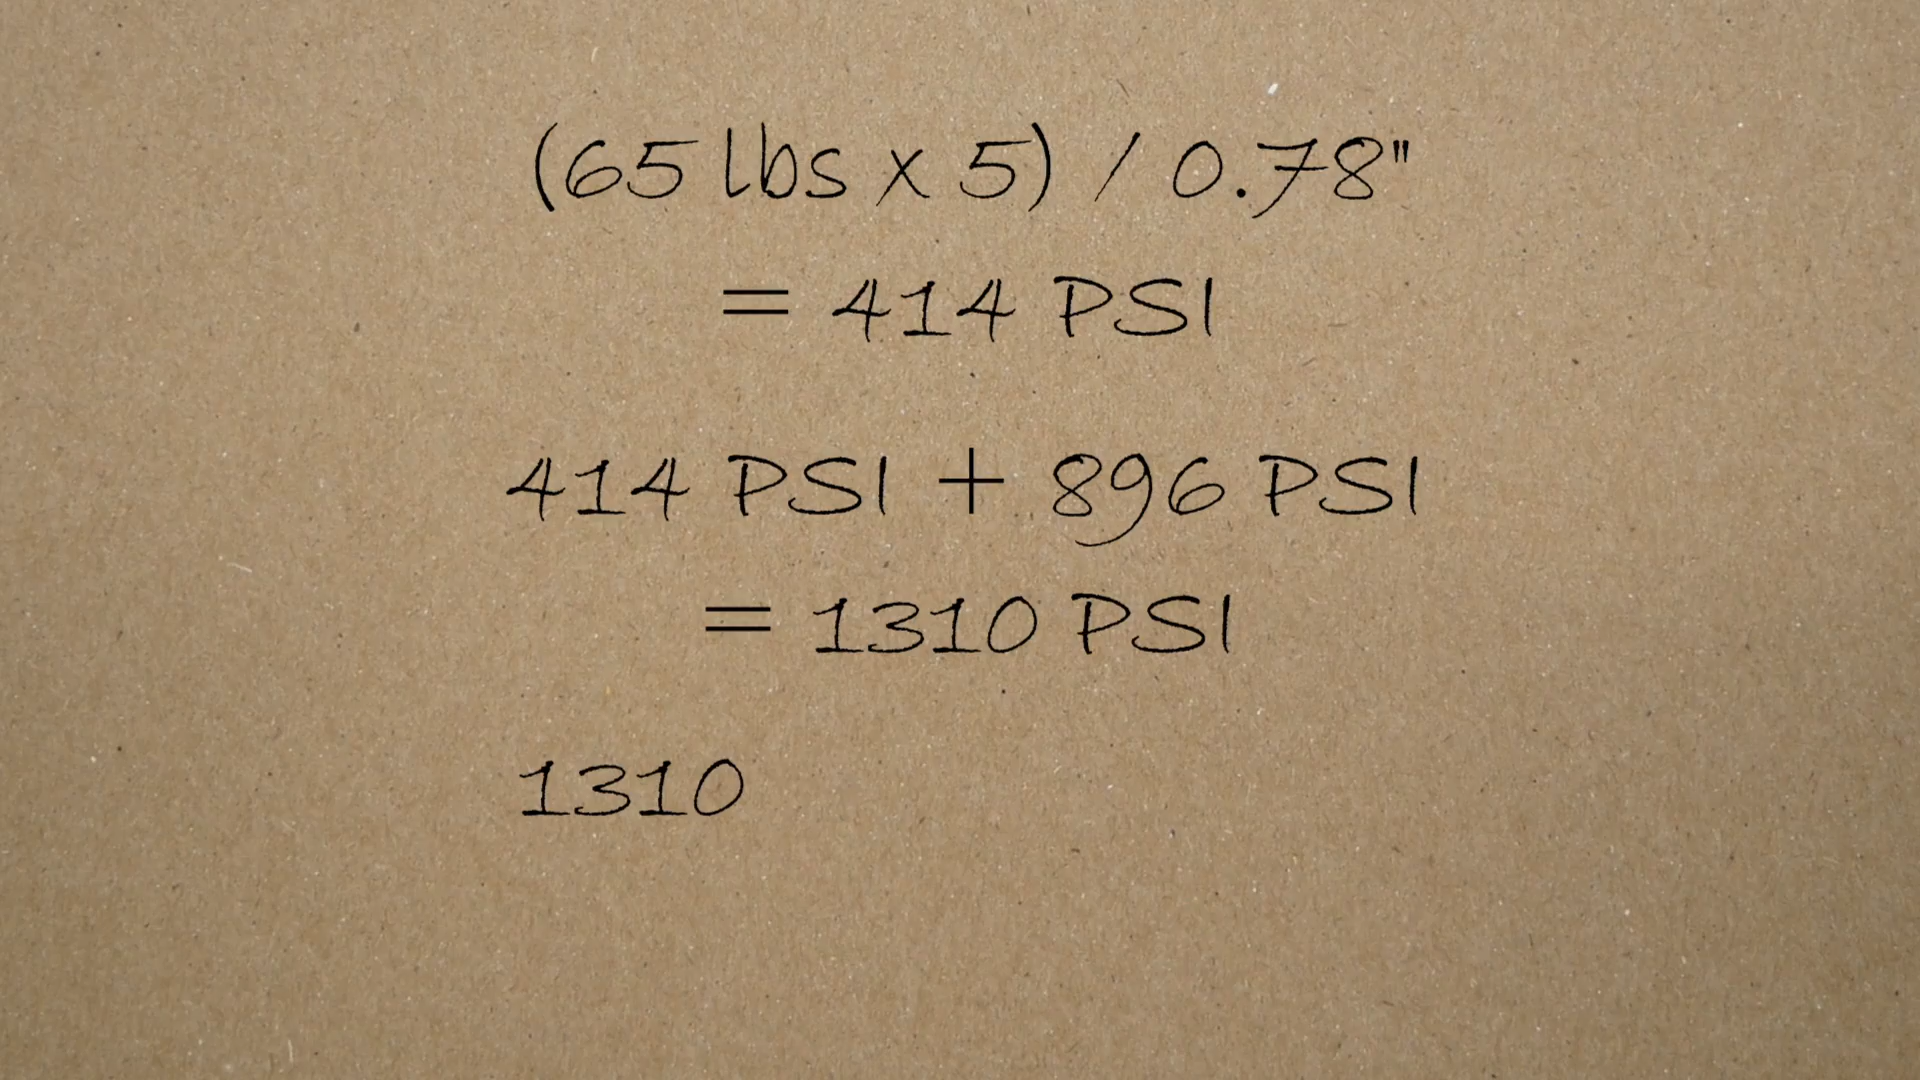 (65 lbs x 5) / 0.78"
= 414 PSI
414 PSI + 896 PSI
= 1310 PSI
1310